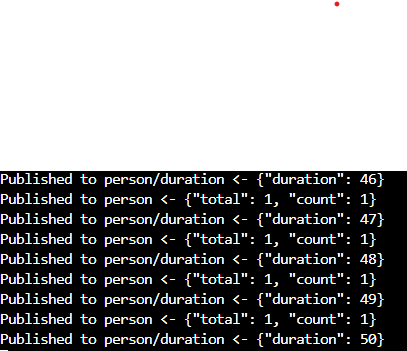 Published to person/duration <- {"duration": 46}
Published to person <- {"total": 1, "count": 1}
Published to person/duration <- {"duration": 47}
Published to person <- {"total": 1, "count": 1}
Published to person/duration <- {"duration": 48}
Published to person <- {"total": 1, "count": 1}
Published to person/duration <- {"duration": 49}
Published to person <- {"total": 1, "count": 1}
Published to person/duration <- {"duration": 50}